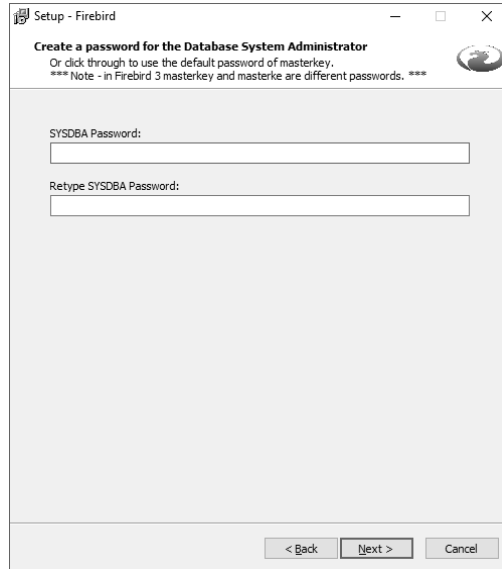 Setup - Firebird
Create a password for the Database System Administrator
Or click through to use the default password of masterkey.
*** Note - in Firebird 3 masterkey and masterke are different passwords. ***
SYSDBA Password:
Retype SYSDBA Password:
< Back Next > Cancel